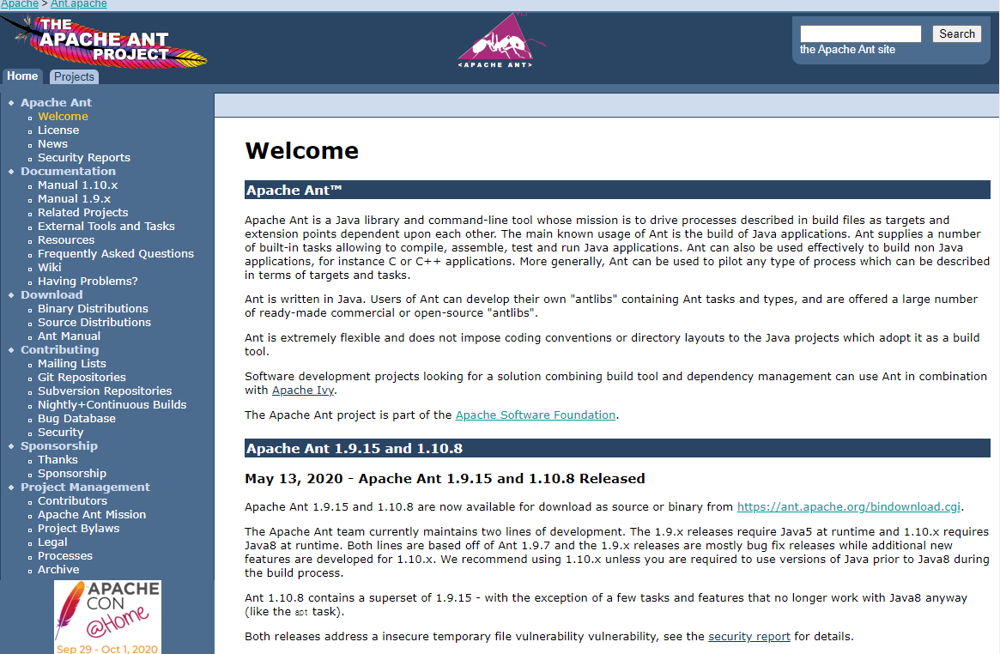 Apache > Ant.apache
THE
APACHE ANT
PROJECT
TM
<APACHE ANT>
Search
the Apache Ant site
Home
Projects
Apache Ant
Welcome
License
News
Security Reports
Documentation
Manual 1.10.x
Manual 1.9.x
Related Projects
External Tools and Tasks
Resources
Frequently Asked Questions
Wiki
Having Problems?
Download
Binary Distributions
Source Distributions
Ant Manual
Contributing
Mailing Lists
Git Repositories
Subversion Repositories
Nightly+Continuous Builds
Bug Database
Security
Sponsorship
Thanks
Sponsorship
Project Management
Contributors
Apache Ant Mission
Project Bylaws
Legal
Processes
Archive
APACHE
CON
@Home
Sep 29 - Oct 1, 2020
Welcome
Apache Ant™
Apache Ant is a Java library and command-line tool whose mission is to drive processes described in build files as targets and
extension points dependent upon each other. The main known usage of Ant is the build of Java applications. Ant supplies a number
of built-in tasks allowing to compile, assemble, test and run Java applications. Ant can also be used effectively to build non Java
applications, for instance C or C++ applications. More generally, Ant can be used to pilot any type of process which can be described
in terms of targets and tasks.
Ant is written in Java. Users of Ant can develop their own "antlibs" containing Ant tasks and types, and are offered a large number
of ready-made commercial or open-source "antlibs".
Ant is extremely flexible and does not impose coding conventions or directory layouts to the Java projects which adopt it as a build
tool.
Software development projects looking for a solution combining build tool and dependency management can use Ant in combination
with Apache Ivy.
The Apache Ant project is part of the Apache Software Foundation.
Apache Ant 1.9.15 and 1.10.8
May 13, 2020 - Apache Ant 1.9.15 and 1.10.8 Released
Apache Ant 1.9.15 and 1.10.8 are now available for download as source or binary from https://ant.apache.org/bindownload.cgi.
The Apache Ant team currently maintains two lines of development. The 1.9.x releases require Java5 at runtime and 1.10.x requires
Java8 at runtime. Both lines are based off of Ant 1.9.7 and the 1.9.x releases are mostly bug fix releases while additional new
features are developed for 1.10.x. We recommend using 1.10.x unless you are required to use versions of Java prior to Java8 during
the build process.
Ant 1.10.8 contains a superset of 1.9.15 - with the exception of a few tasks and features that no longer work with Java8 anyway
(like the apt task).
Both releases address a insecure temporary file vulnerability vulnerability, see the security report for details.